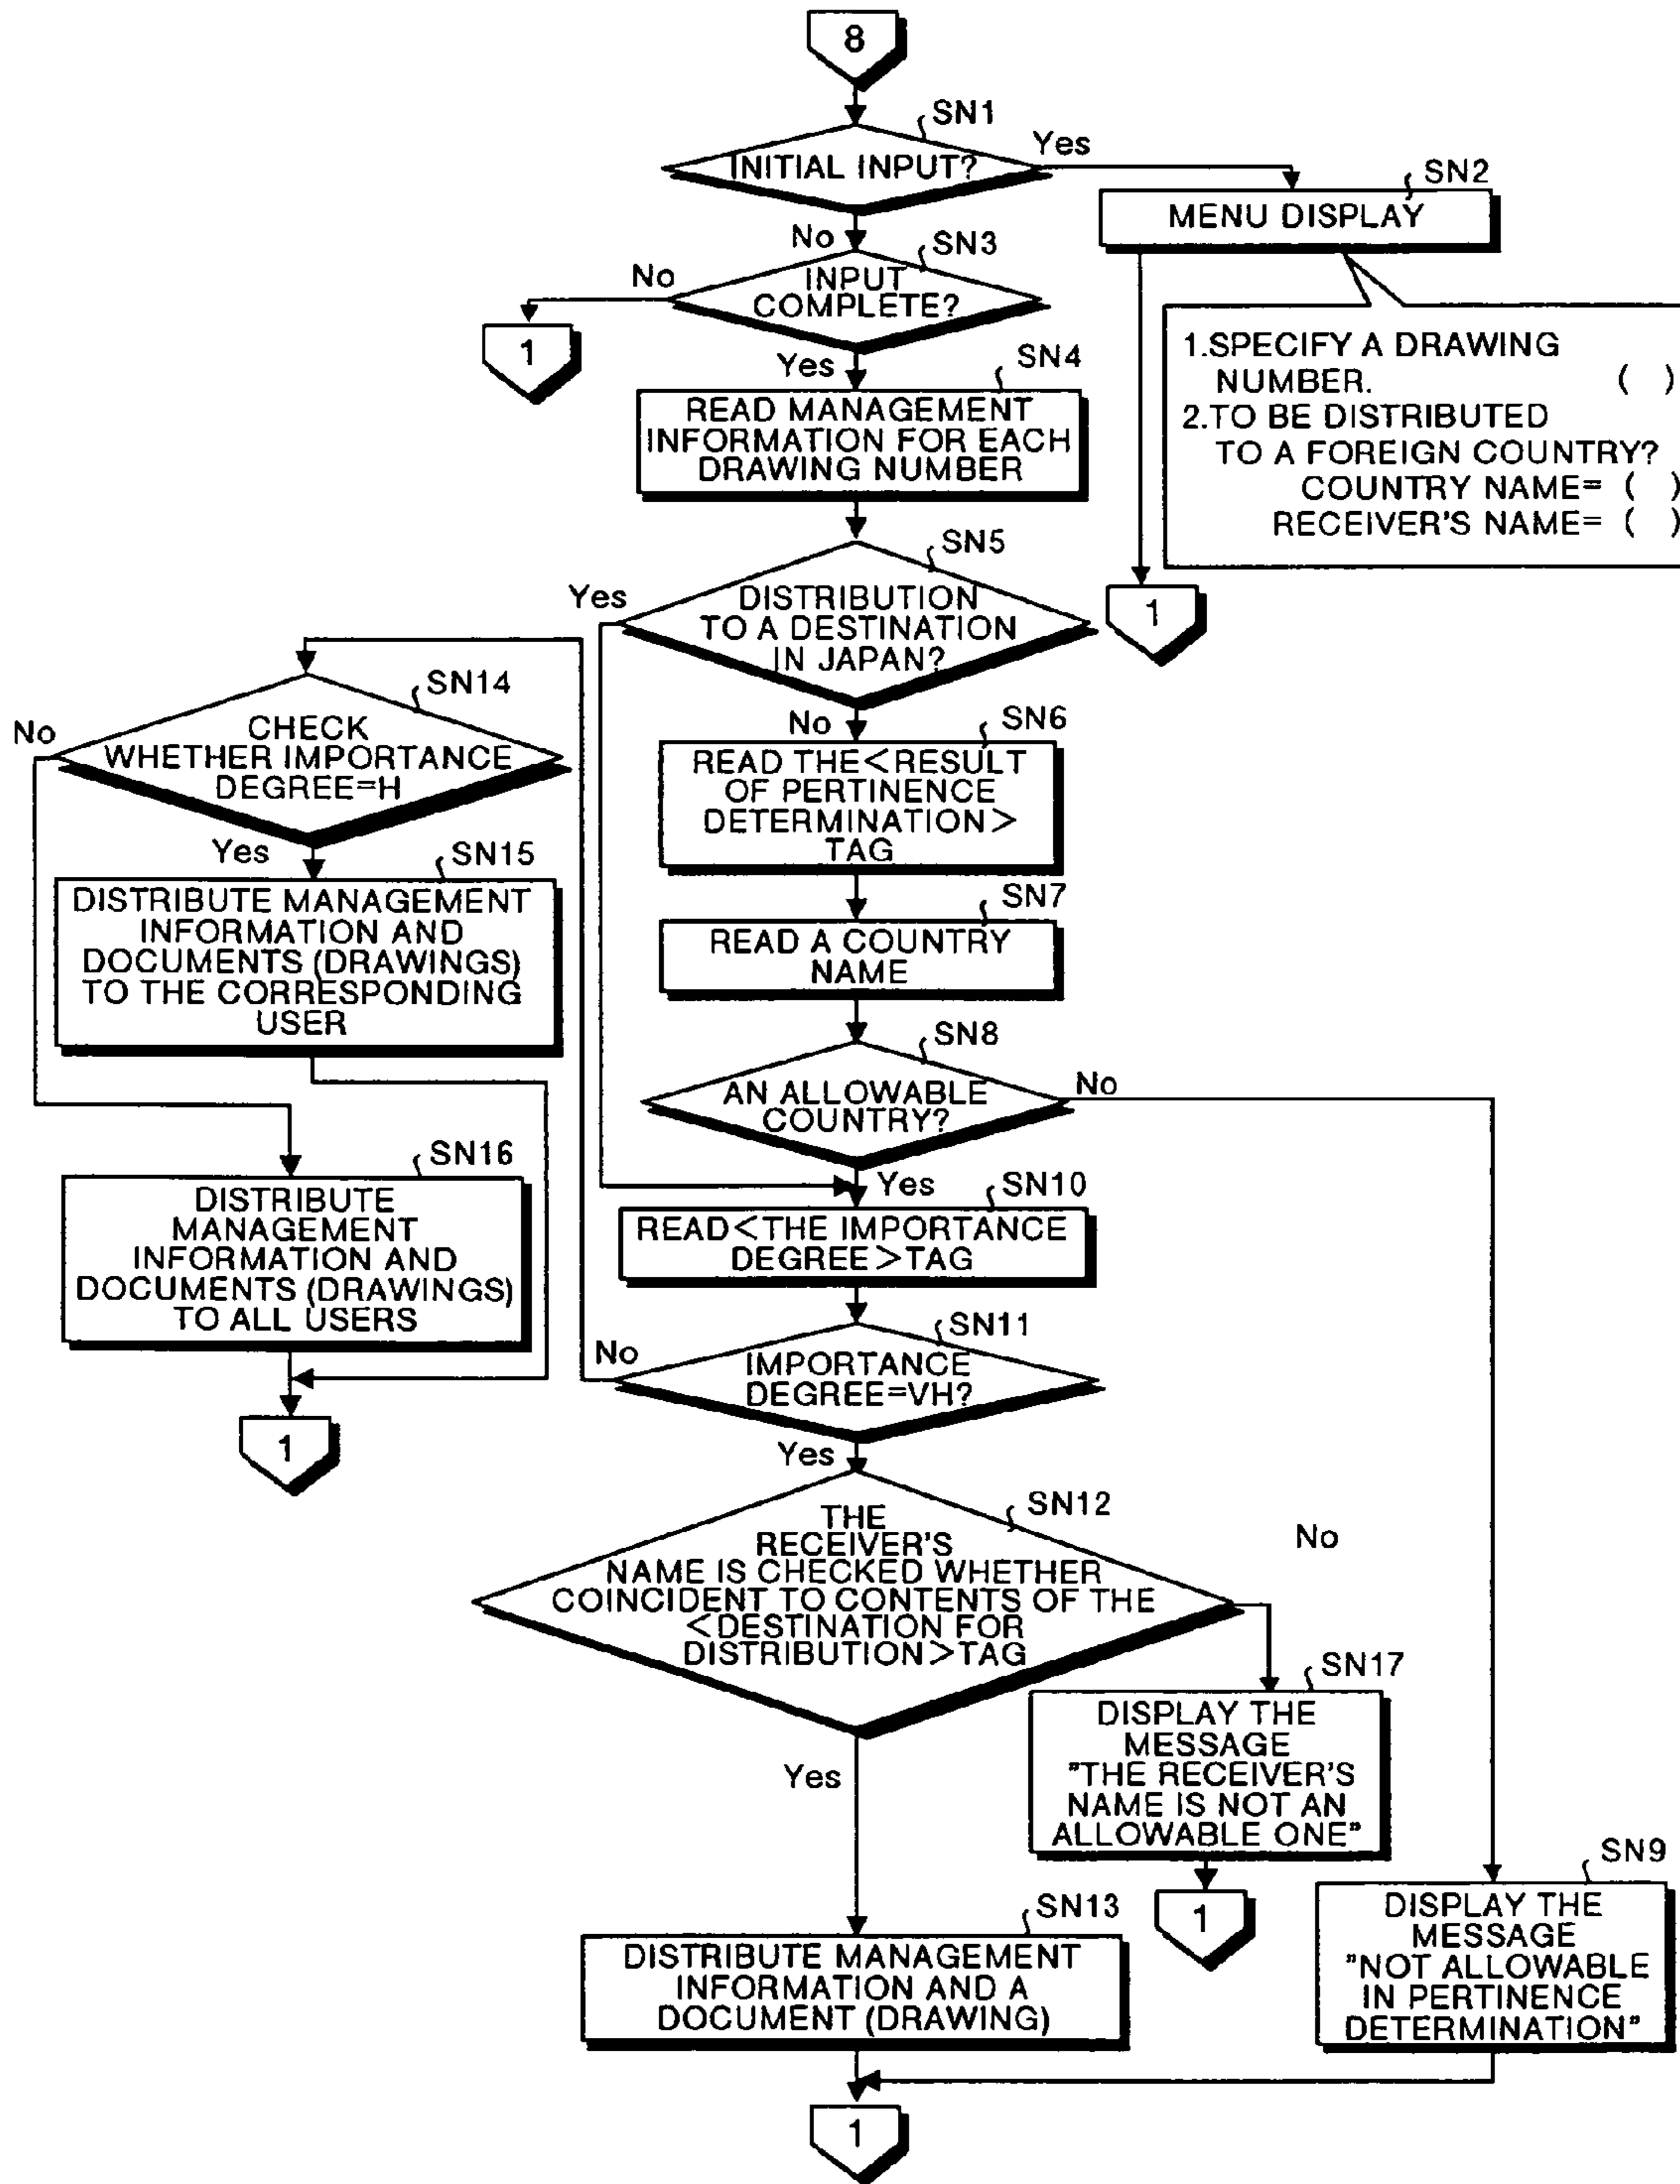 8
SN1
INITIAL INPUT?
Yes
SN2
MENU DISPLAY
No
SN3
INPUT
COMPLETE?
No
1
Yes
SN4
1.SPECIFY A DRAWING
NUMBER. ( )
2.TO BE DISTRIBUTED
TO A FOREIGN COUNTRY?
COUNTRY NAME= ( )
RECEIVER'S NAME= ( )
1
READ MANAGEMENT
INFORMATION FOR EACH
DRAWING NUMBER
SN5
DISTRIBUTION
TO A DESTINATION
IN JAPAN?
Yes
No
SN6
READ THE<RESULT
OF PERTINENCE
DETERMINATION>
TAG
SN7
READ A COUNTRY
NAME
SN8
AN ALLOWABLE
COUNTRY?
No
Yes
SN10
READ<THE IMPORTANCE
DEGREE>TAG
SN11
IMPORTANCE
DEGREE=VH?
No
SN14
CHECK
WHETHER IMPORTANCE
DEGREE=H
No
Yes
SN15
DISTRIBUTE MANAGEMENT
INFORMATION AND
DOCUMENTS (DRAWINGS)
TO THE CORRESPONDING
USER
SN16
DISTRIBUTE
MANAGEMENT
INFORMATION AND
DOCUMENTS (DRAWINGS)
TO ALL USERS
1
Yes
SN12
THE
RECEIVER'S
NAME IS CHECKED WHETHER
COINCIDENT TO CONTENTS OF THE
<DESTINATION FOR
DISTRIBUTION>TAG
No
SN17
DISPLAY THE
MESSAGE
"THE RECEIVER'S
NAME IS NOT AN
ALLOWABLE ONE"
1
Yes
SN13
DISTRIBUTE MANAGEMENT
INFORMATION AND A
DOCUMENT (DRAWING)
SN9
DISPLAY THE
MESSAGE
"NOT ALLOWABLE
IN PERTINENCE
DETERMINATION"
1